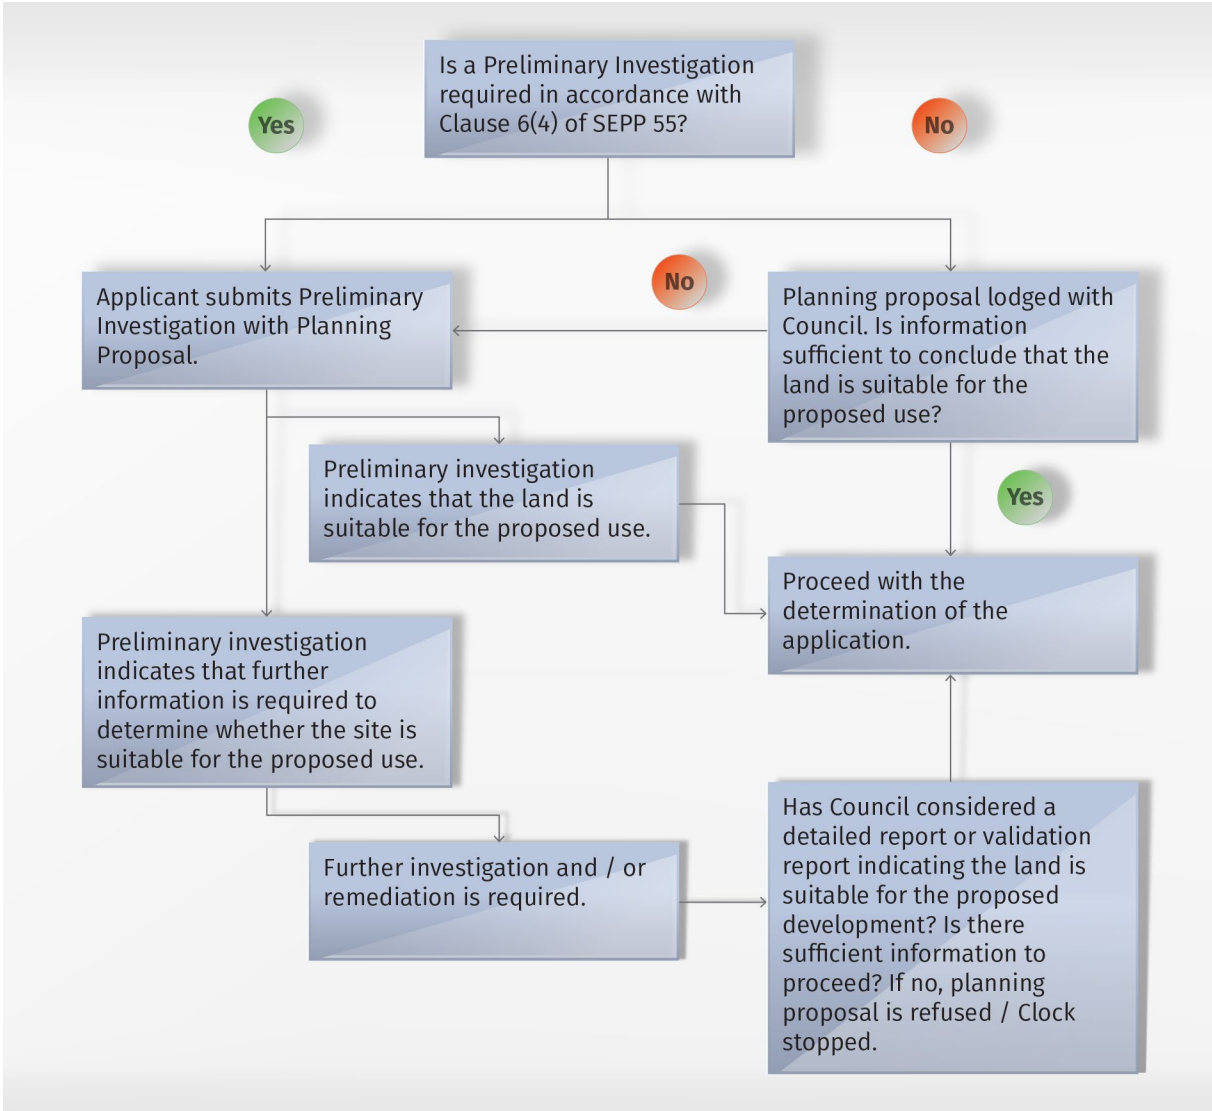 Is a Preliminary Investigation
required in accordance with
Clause 6(4) of SEPP 55?
Yes
No
Applicant submits Preliminary
Investigation with Planning
Proposal.
No
Planning proposal lodged with
Council. Is information
sufficient to conclude that the
land is suitable for the
proposed use?
Preliminary investigation
indicates that the land is
suitable for the proposed use.
Yes
Proceed with the
determination of the
application.
Preliminary investigation
indicates that further
information is required to
determine whether the site is
suitable for the proposed use.
Further investigation and / or
remediation is required.
Has Council considered a
detailed report or validation
report indicating the land is
suitable for the proposed
development? Is there
sufficient information to
proceed? If no, planning
proposal is refused / Clock
stopped.